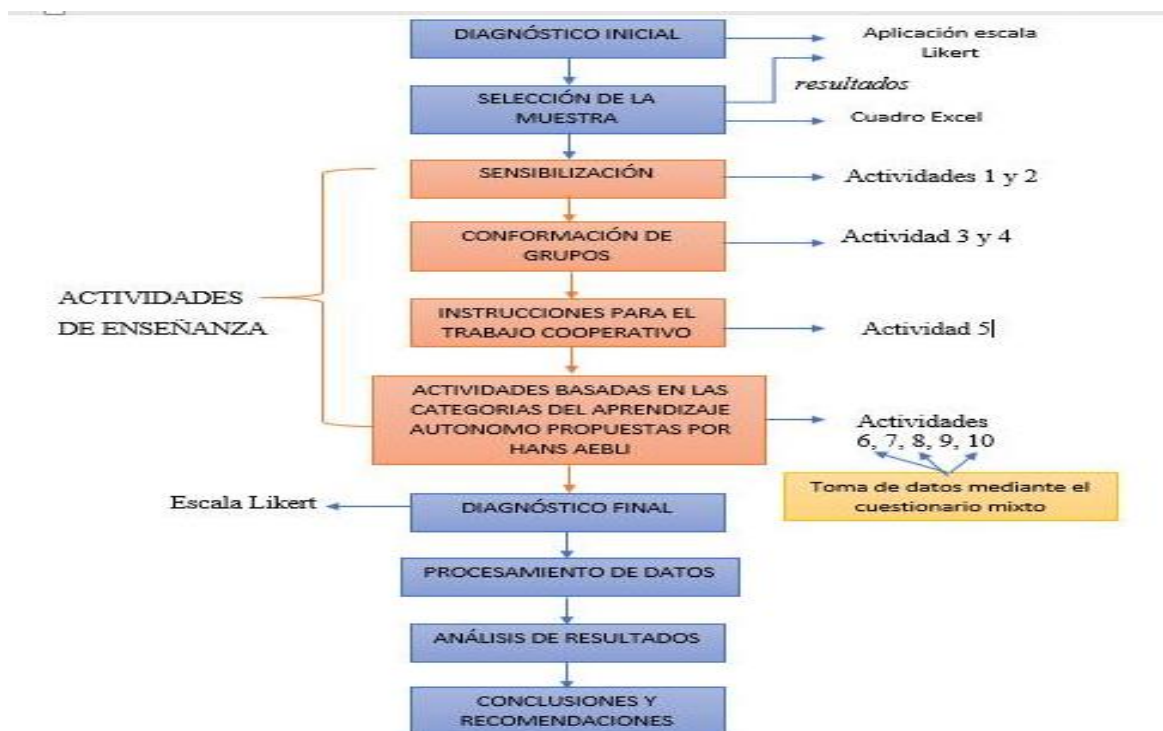 DIAGNÓSTICO INICIAL
Aplicación escala
Likert
resultados
SELECCIÓN DE LA
MUESTRA
Cuadro Excel
SENSIBILIZACIÓN
Actividades 1 y 2
CONFORMACIÓN DE
GRUPOS
Actividad 3 y 4
ACTIVIDADES
DE ENSEÑANZA
INSTRUCCIONES PARA EL
TRABAJO COOPERATIVO
Actividad 5
ACTIVIDADES BASADAS EN LAS
CATEGORIAS DEL APRENDIZAJE
AUTONOMO PROPUESTAS POR
HANS AEBLI
Actividades
6, 7, 8, 9, 10
Toma de datos mediante el
cuestionario mixto
Escala Likert
DIAGNÓSTICO FINAL
PROCESAMIENTO DE DATOS
ANÁLISIS DE RESULTADOS
CONCLUSIONES Y
RECOMENDACIONES